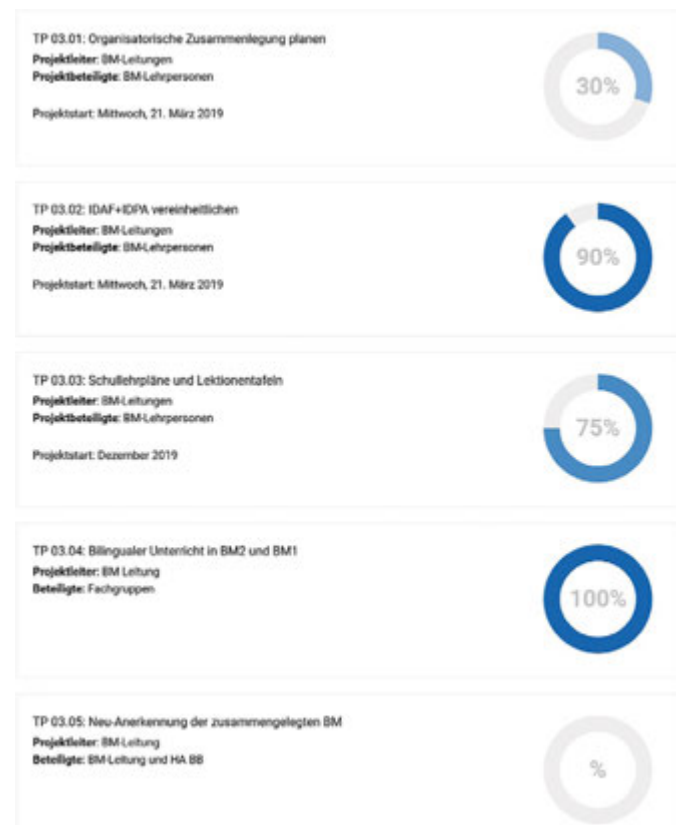 TP 03.01: Organisatorische Zusammenlegung planen
Projektleiter: BM-Leitungen
Projektbeteiligte: BM-Lehrpersonen
Projektstart: Mittwoch, 21. März 2019
30%
TP 03.02: IDAF+IDPA vereinheitlichen
Projektleiter: BM-Leitungen
Projektbeteiligte: BM-Lehrpersonen
Projektstart: Mittwoch, 21. März 2019
90%
TP 03.03: Schullehrpläne und Lektionentafeln
Projektleiter: BM-Leitungen
Projektbeteiligte: BM-Lehrpersonen
Projektstart: Dezember 2019
75%
TP 03.04: Bilingualer Unterricht in BM2 und BM1
Projektleiter: BM Leitung
Beteiligte: Fachgruppen
100%
TP 03.05: Neu-Anerkennung der zusammengelegten BM
Projektleiter: BM-Leitung
Beteiligte: BM-Leitung und HA BB
%